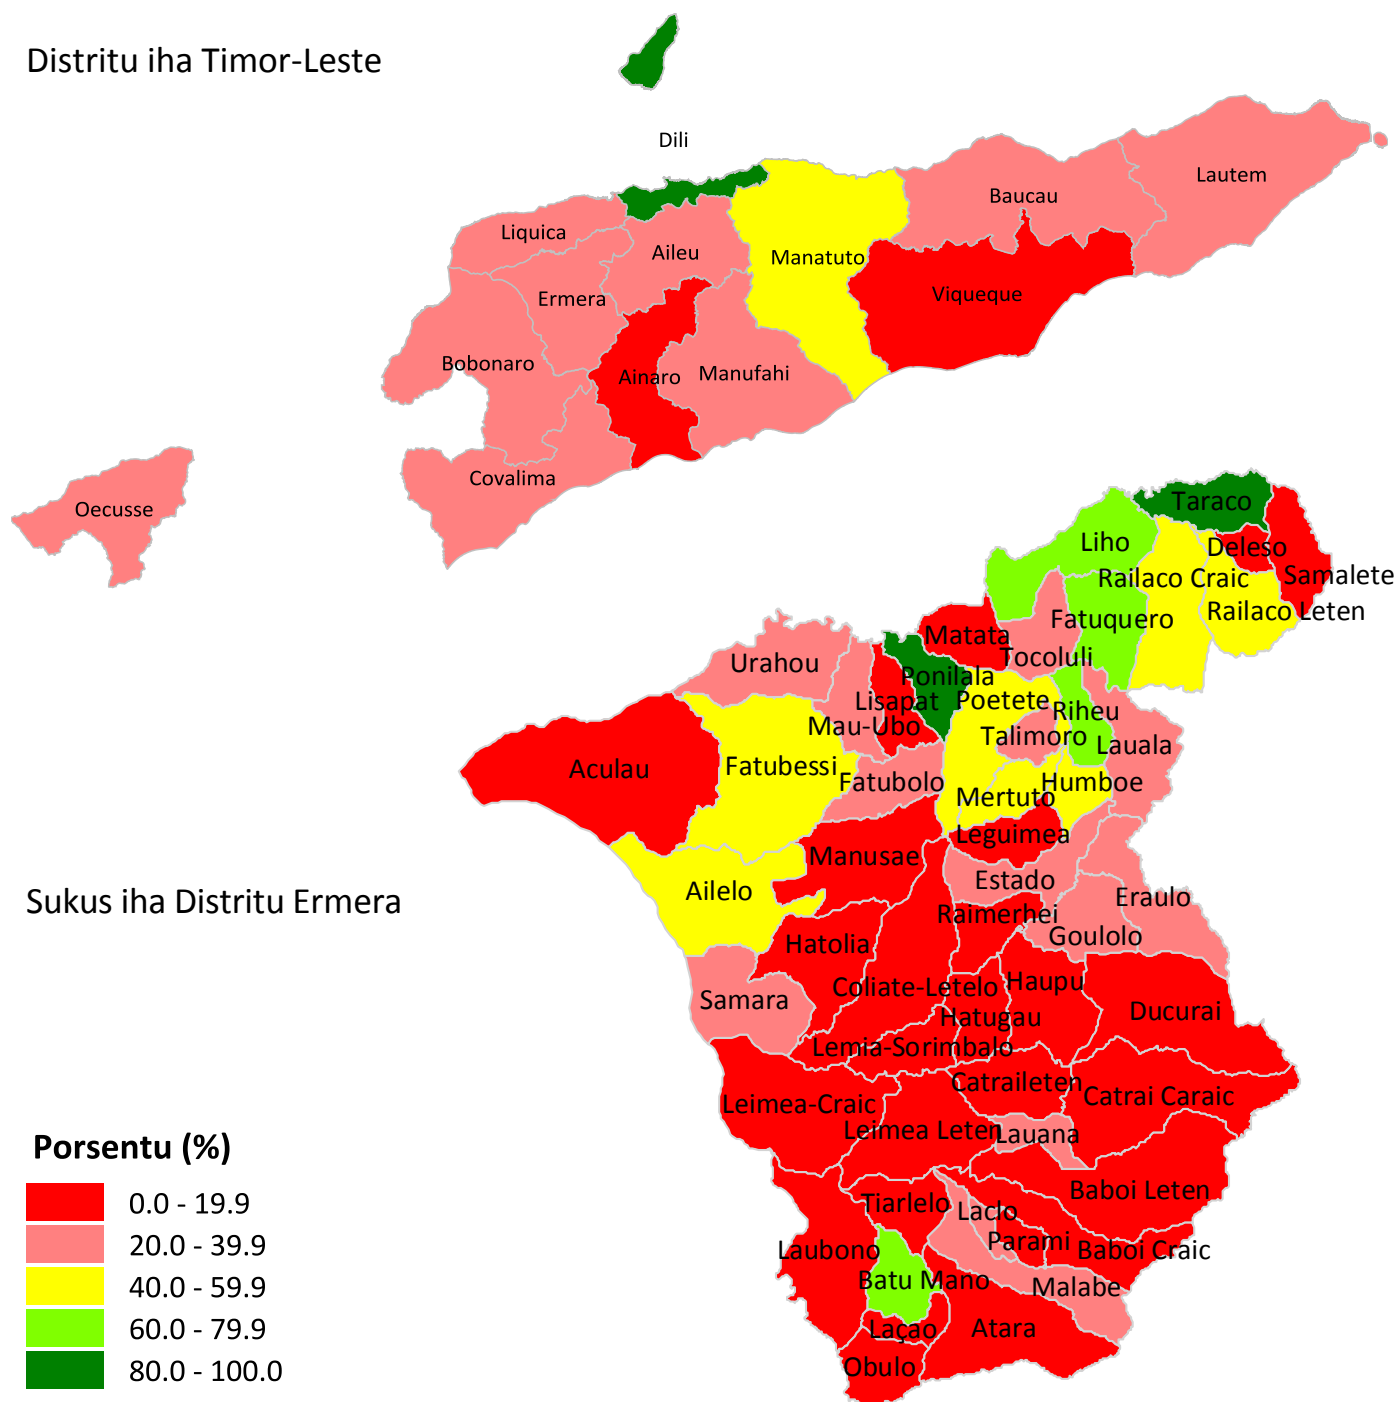 Distritu iha Timor-Leste
Dili
Lautem
Baucau
Liquica
Aileu
Manatuto
Viqueque
Ermera
Bobonaro
Ainaro
Manufahi
Covalima
Oecusse
Taraco
Liho
Deleso
Railaco Craic
Samalete
Railaco Leten
Fatuquero
Matata
Tocoluli
Urahou
Ponilala
Lisapat
Poetete
Riheu
Mau-Ubo
Talimoro
Lauala
Aculau
Fatubessi
Fatubolo
Humboe
Mertuto
Leguimea
Manusae
Estado
Ailelo
Eraulo
Sukus iha Distritu Ermera
Raimerhei
Goulolo
Hatolia
Haupu
Coliate-Letelo
Samara
Ducurai
Hatugau
Lemia-Sorimbalo
Catraileten
Catrai Caraic
Leimea-Craic
Leimea Leten
Lauana
Porsentu (%)
Baboi Leten
0.0 - 19.9
Tiarlelo
Laclo
20.0 - 39.9
Parami
Laubono
Baboi Craic
Batu Mano
Malabe
40.0 - 59.9
60.0 - 79.9
Laçao
Atara
80.0 - 100.0
Obulo